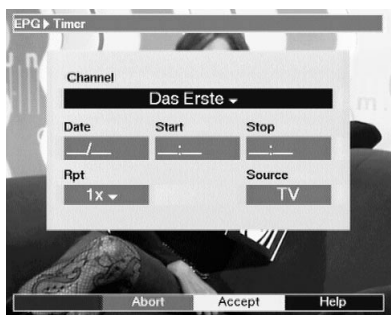 EPG▶Timer
Channel
Das Erste
Date Start Stop
__/__ __:__ __:__
Rpt Source
1x TV
Abort Accept Help